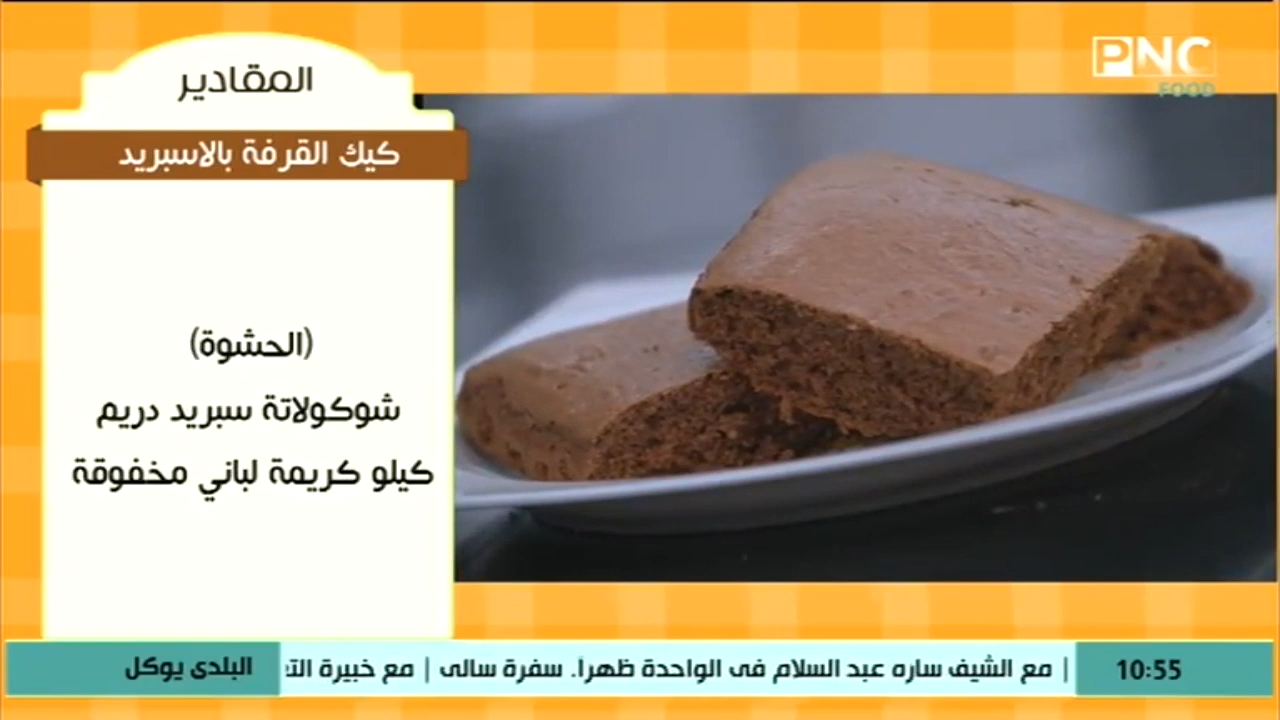 PNC
FOOD
المقادير
كيك القرفة بالاسبريد
(الحشوة)
شوكولاتة سبريد دريم
كيلو كريمة لباني مخفوقة
10:55
| مع الشيف ساره عبد السلام فى الواحدة ظهراً. سفرة سالى | مع خبيرة
البلدى يوكل